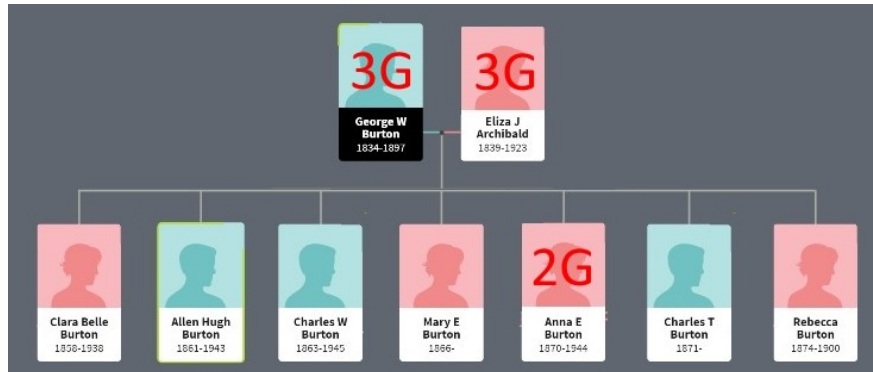 3G
3G
George W
Burton
1834-1897
Eliza J
Archibald
1839-1923
2G
Clara Belle
Burton
1858-1938
Allen Hugh
Burton
1861-1943
Charles W
Burton
1863-1945
Mary E
Burton
1866-
Anna E
Burton
1870-1944
Charles T
Burton
1871-
Rebecca
Burton
1874-1900